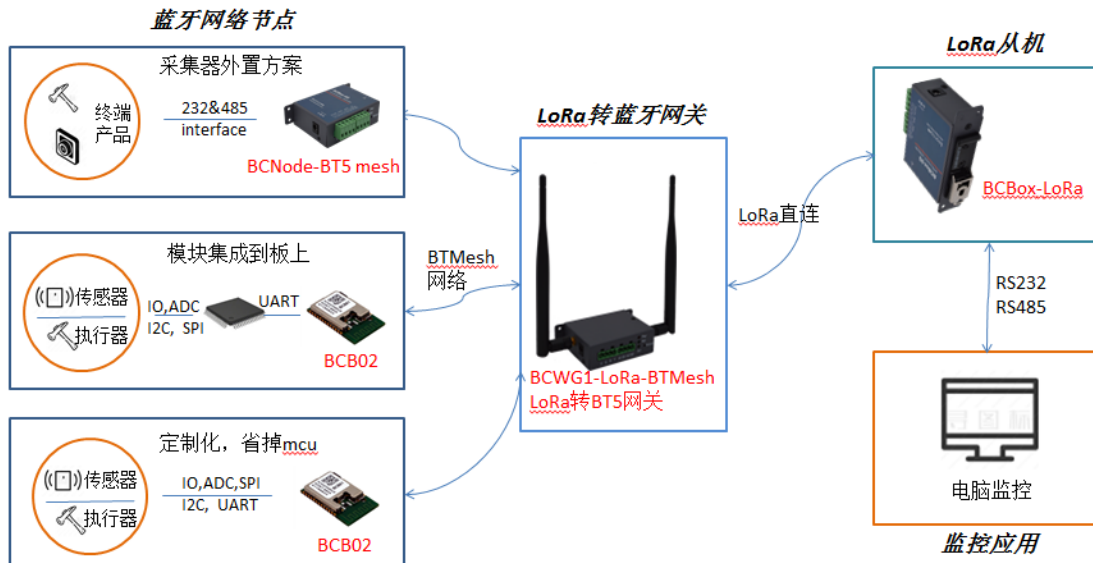 蓝牙网络节点
采集器外置方案
终端
产品
232&485
interface
BCNode-BT5 mesh
模块集成到板上
传感器
执行器
IO,ADC
I2C, SPI
UART
BCB02
定制化，省掉mcu
传感器
执行器
IO,ADC,SPI
I2C, UART
BCB02
BTMesh
网络
LoRa转蓝牙网关
BCWG1-LoRa-BTMesh
LoRa转BT5网关
LoRa直连
LoRa从机
BCBox-LoRa
RS232
RS485
电脑监控
监控应用